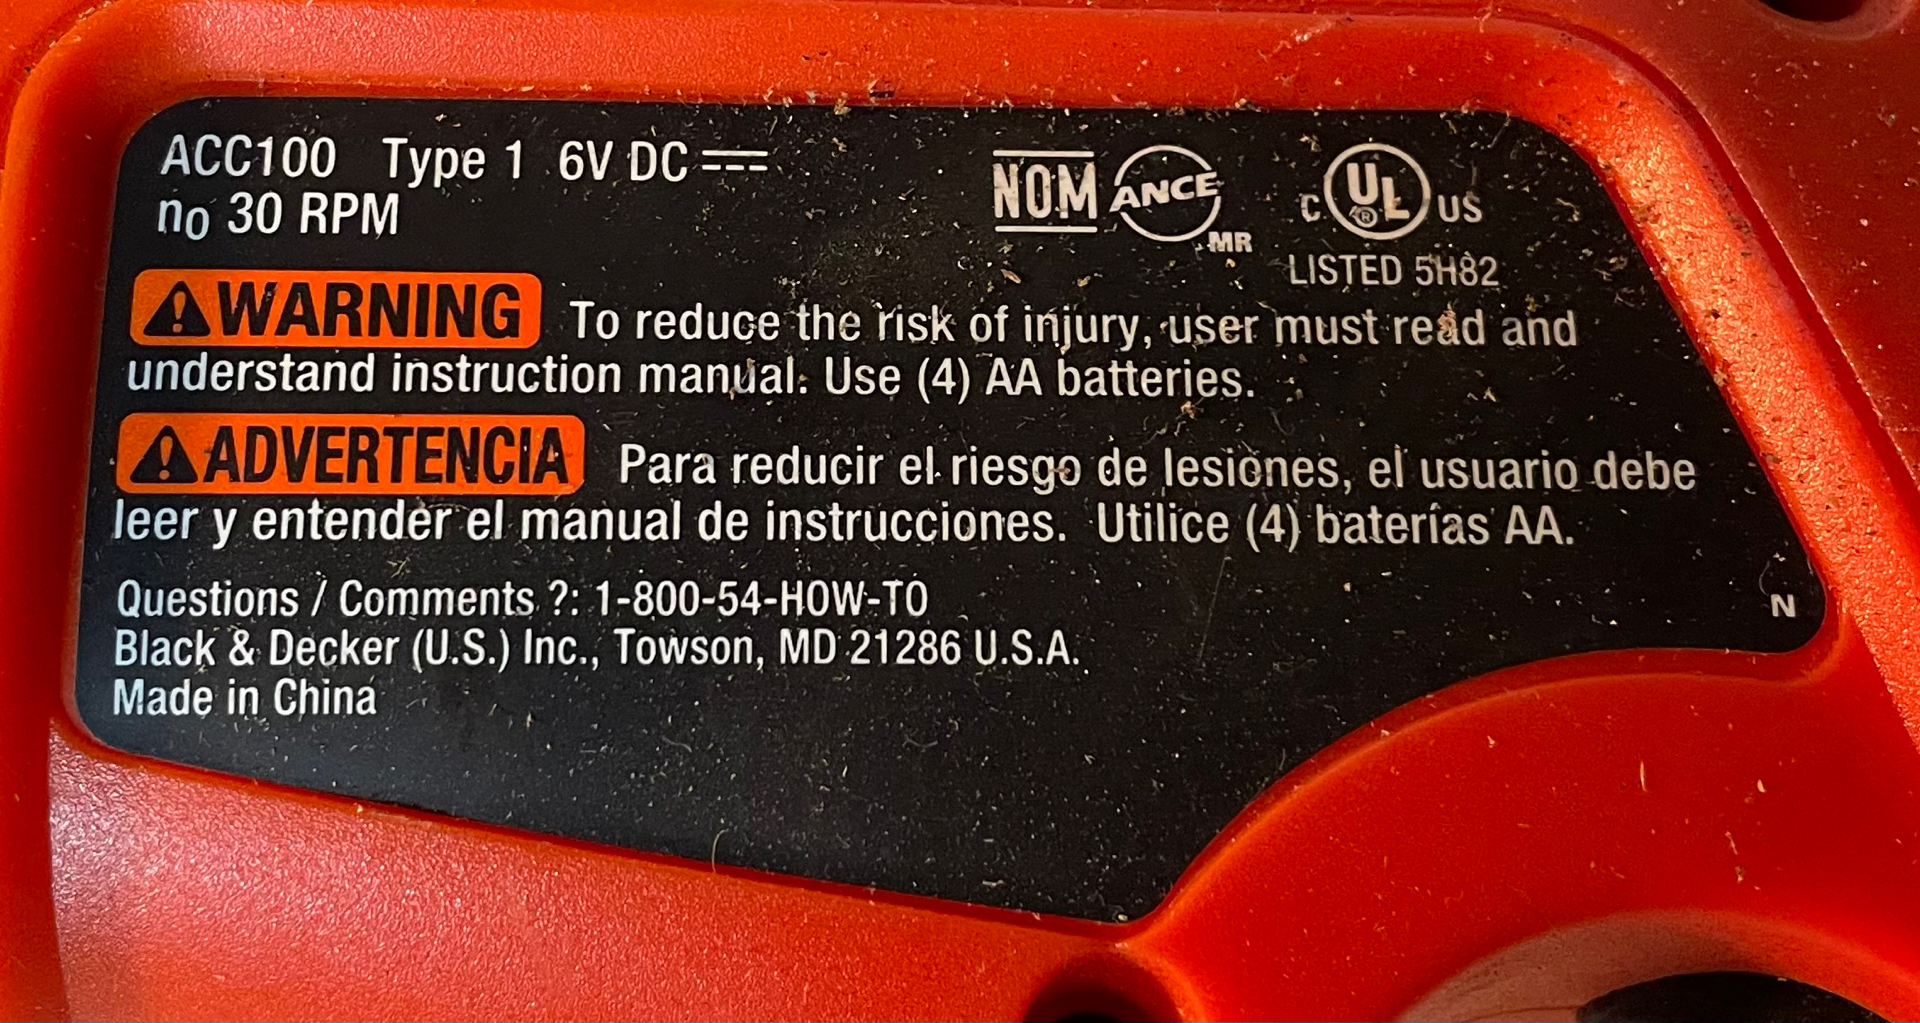 ACC100 Type 1 6V DC
no 30 RPM
NOM ANCE MR
C UL ® US
LISTED 5H82
WARNING To reduce the risk of injury, user must read and
understand instruction manual. Use (4) AA batteries.
ADVERTENCIA Para reducir el riesgo de lesiones, el usuario debe
leer y entender el manual de instrucciones. Utilice (4) baterías AA.
Questions / Comments ?: 1-800-54-HOW-TO
N
Black & Decker (U.S.) Inc., Towson, MD 21286 U.S.A.
Made in China